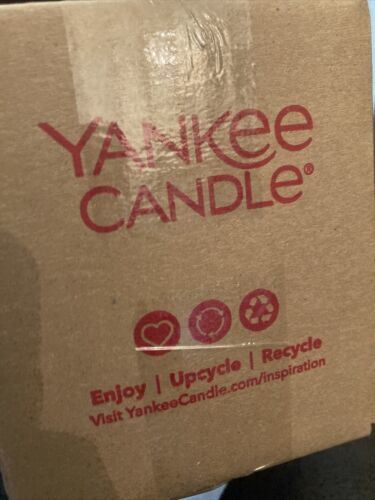 YANKee
CANDLe®
Enjoy | Upcycle | Recycle
Visit YankeeCandle.com/inspiration